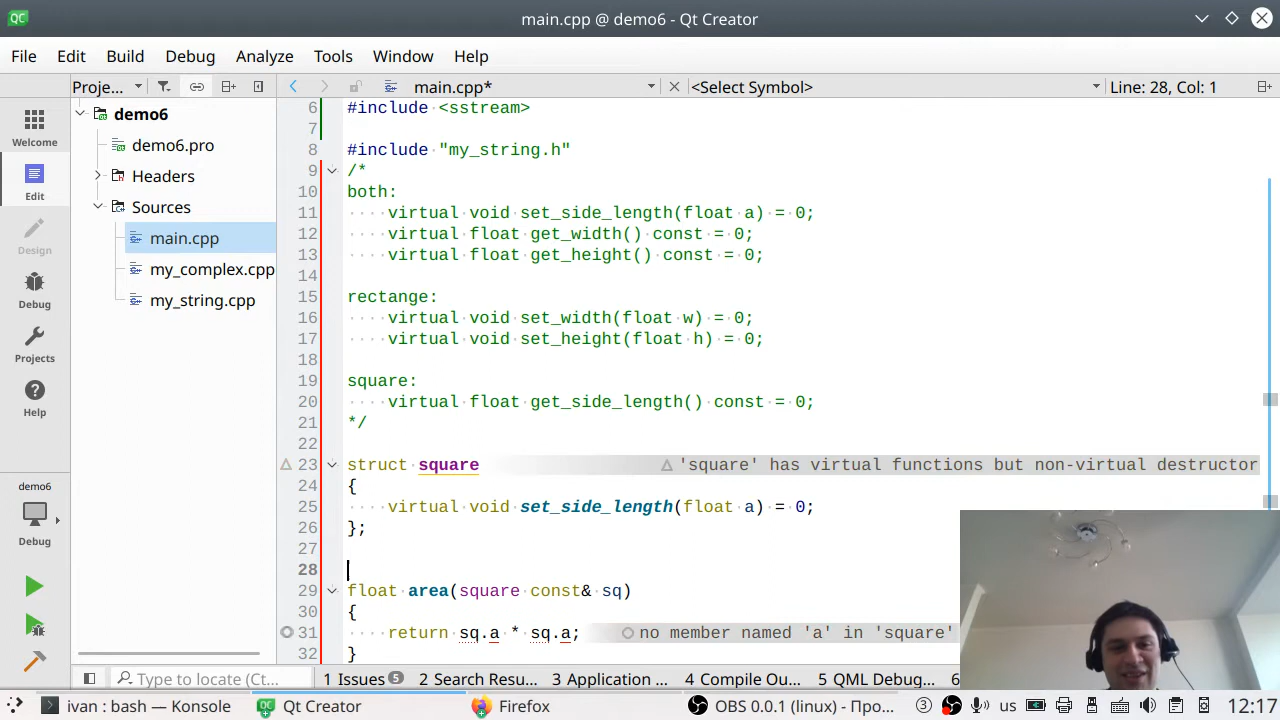 main.cpp @ demo6 - Qt Creator
File Edit Build Debug Analyze Tools Window Help
Proje... main.cpp* <Select Symbol> Line: 28, Col: 1
Welcome
Edit
Design
Debug
Projects
Help
demo6
Debug
demo6
demo6.pro
Headers
Sources
main.cpp
my_complex.cpp
my_string.cpp
6 #include <sstream>
7
8 #include "my_string.h"
9 /*
10 both:
11 virtual void set_side_length(float a) = 0;
12 virtual float get_width() const = 0;
13 virtual float get_height() const = 0;
14
15 rectange:
16 virtual void set_width(float w) = 0;
17 virtual void set_height(float h) = 0;
18
19 square:
20 virtual float get_side_length() const = 0;
21 */
22
23 struct square 'square' has virtual functions but non-virtual destructor
24 {
25 virtual void set_side_length(float a) = 0;
26 };
27
28
29 float area(square const& sq)
30 {
31 return sq.a * sq.a; no member named 'a' in 'square'
32 }
Type to locate (Ct... 1 Issues 5 2 Search Resu... 3 Application ... 4 Compile Ou... 5 QML Debug... 6
ivan : bash — Konsole Qt Creator Firefox OBS 0.0.1 (linux) - Про... 3 us 12:17